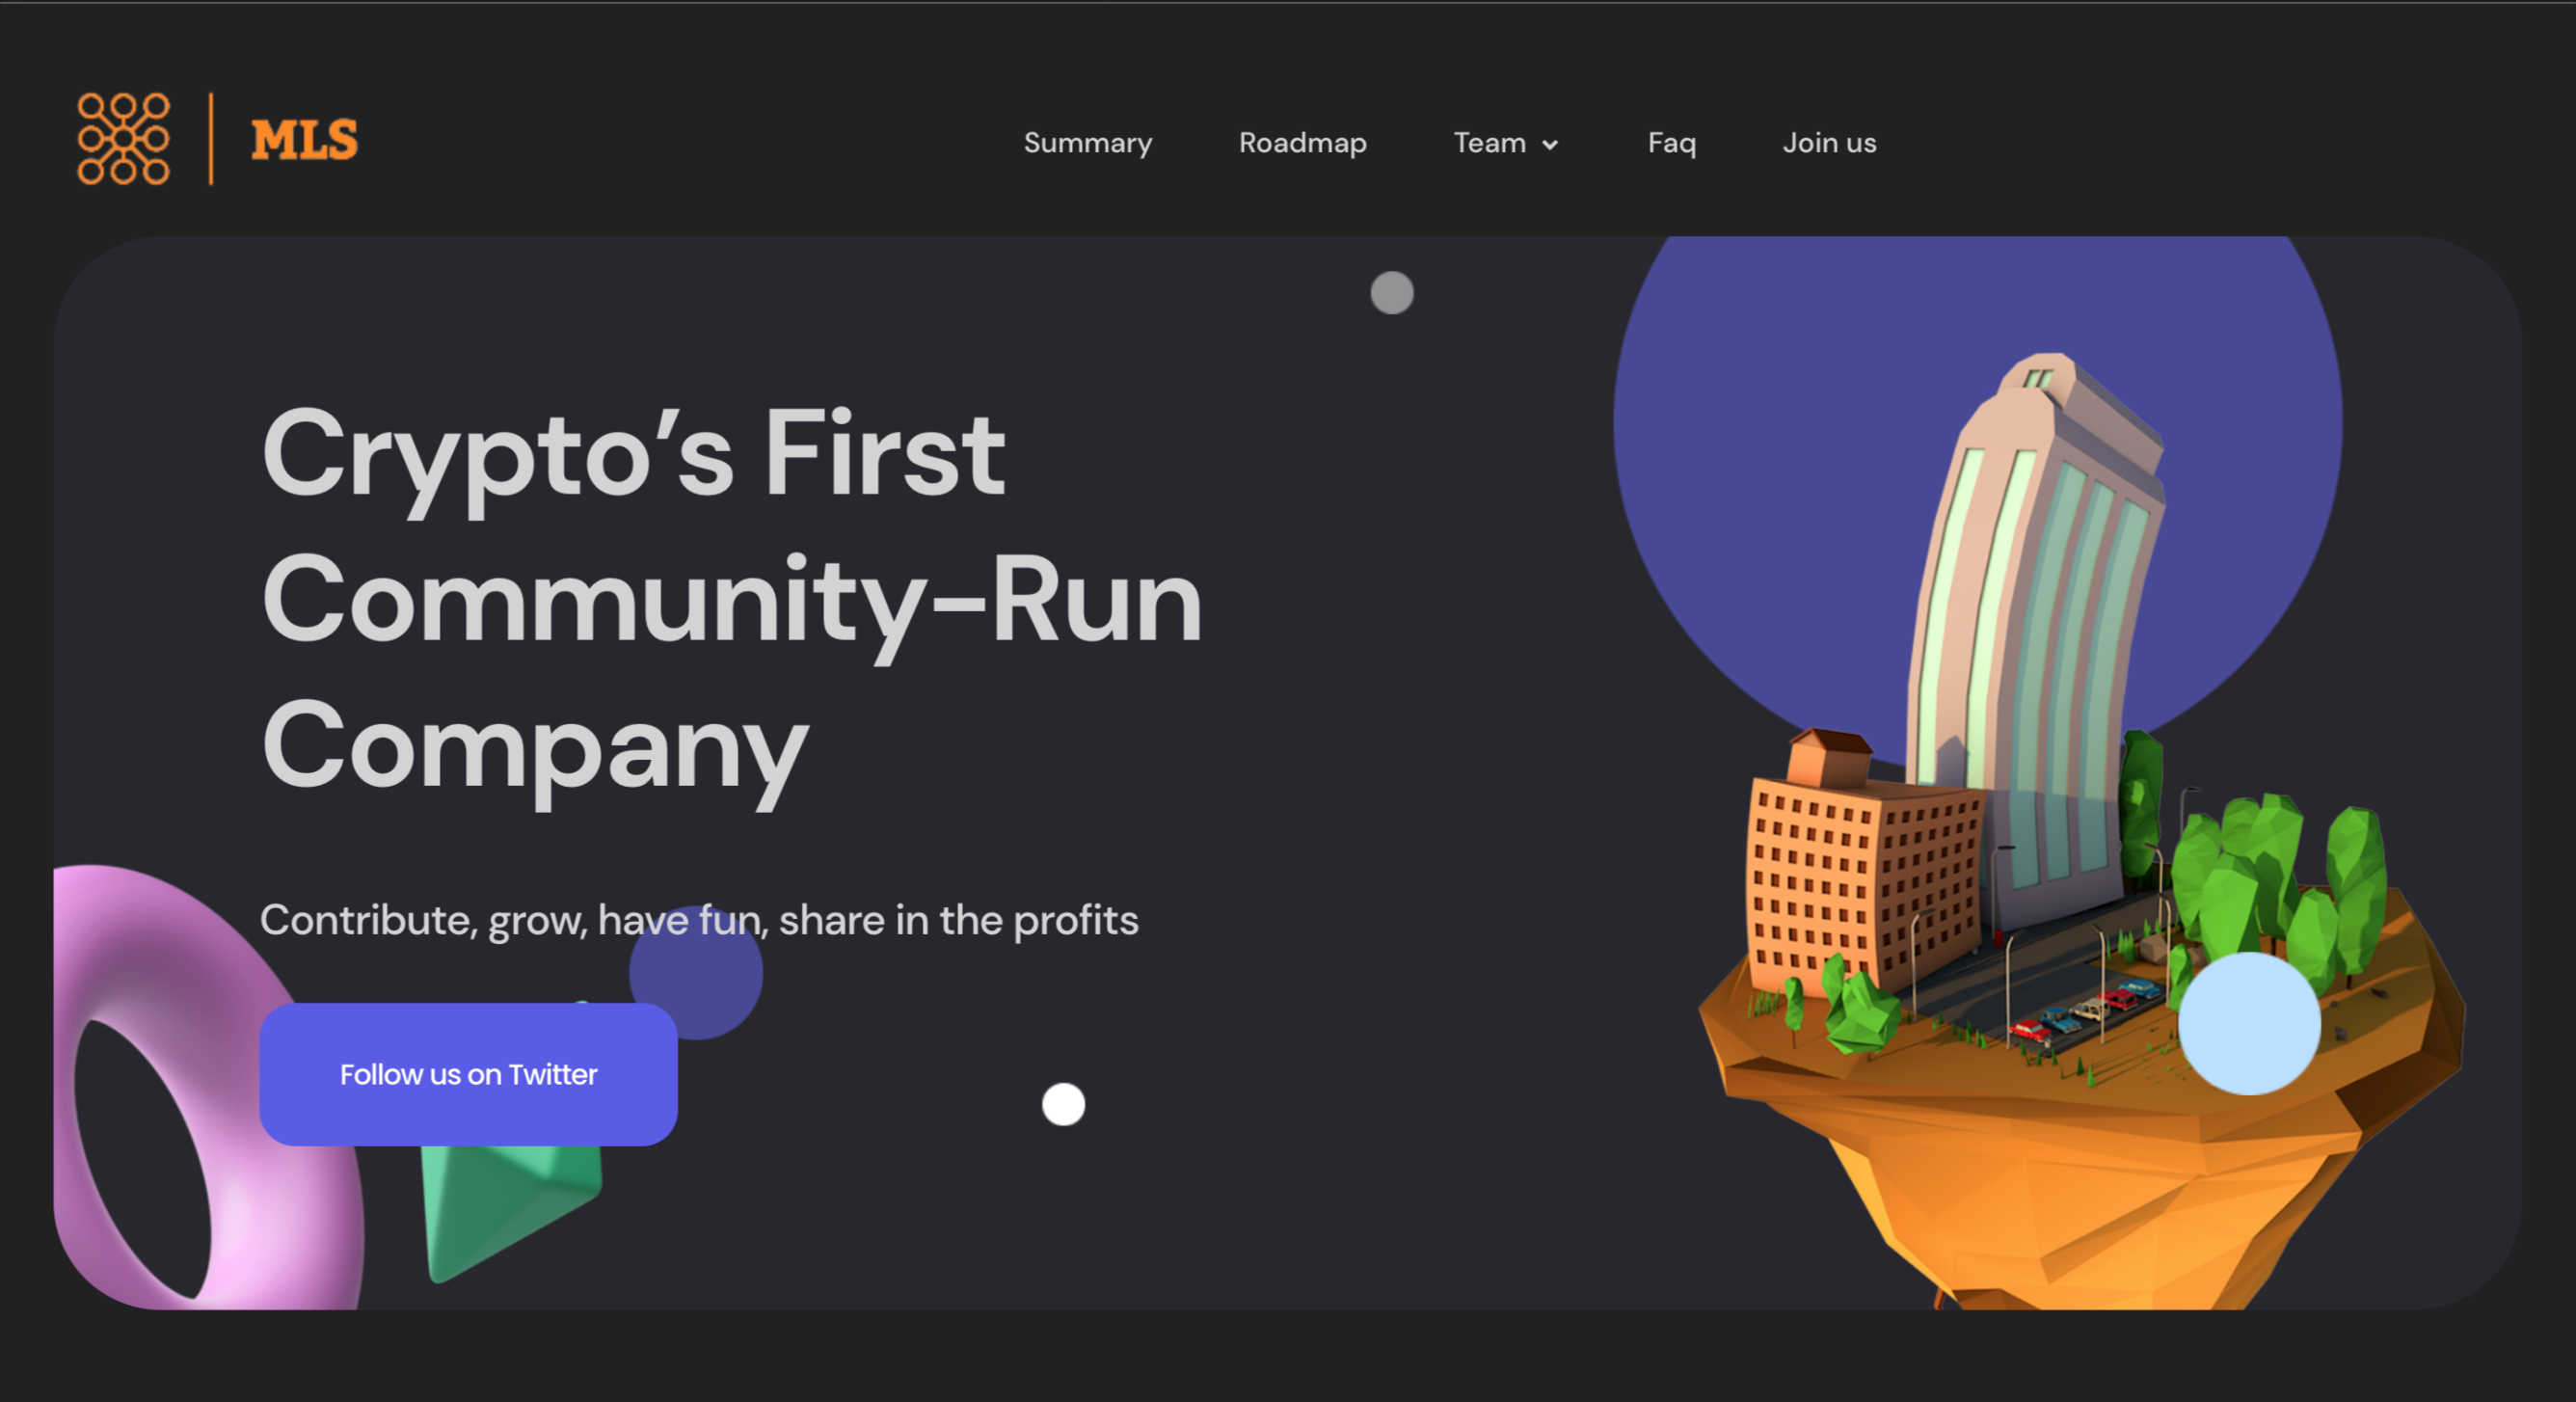 MLS
Summary Roadmap Team Faq Join us
Crypto’s First
Community-Run
Company
Contribute, grow, have fun, share in the profits
Follow us on Twitter